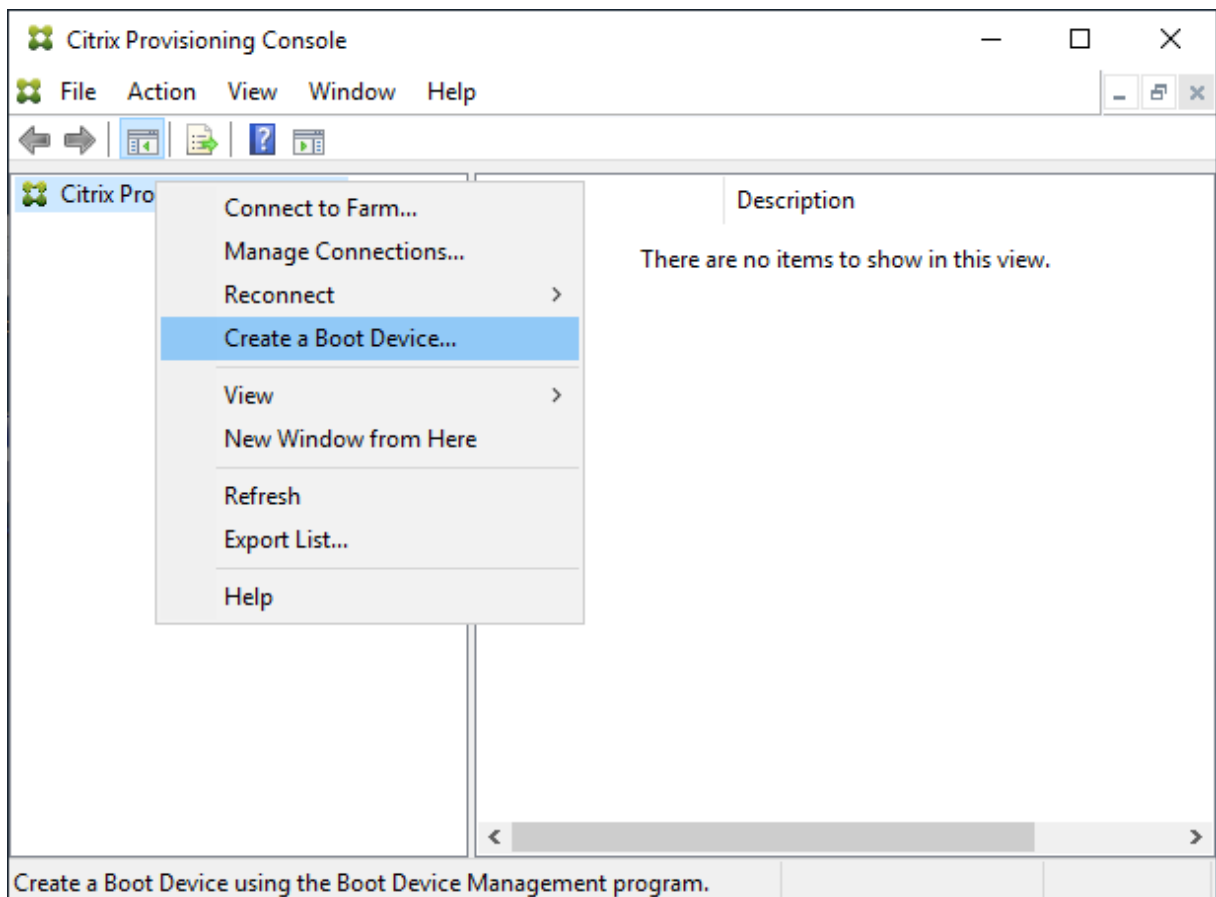 Citrix Provisioning Console
File Action View Window Help
Citrix Pro
Description
There are no items to show in this view.
Connect to Farm...
Manage Connections...
Reconnect
Create a Boot Device...
View
New Window from Here
Refresh
Export List...
Help
Create a Boot Device using the Boot Device Management program.